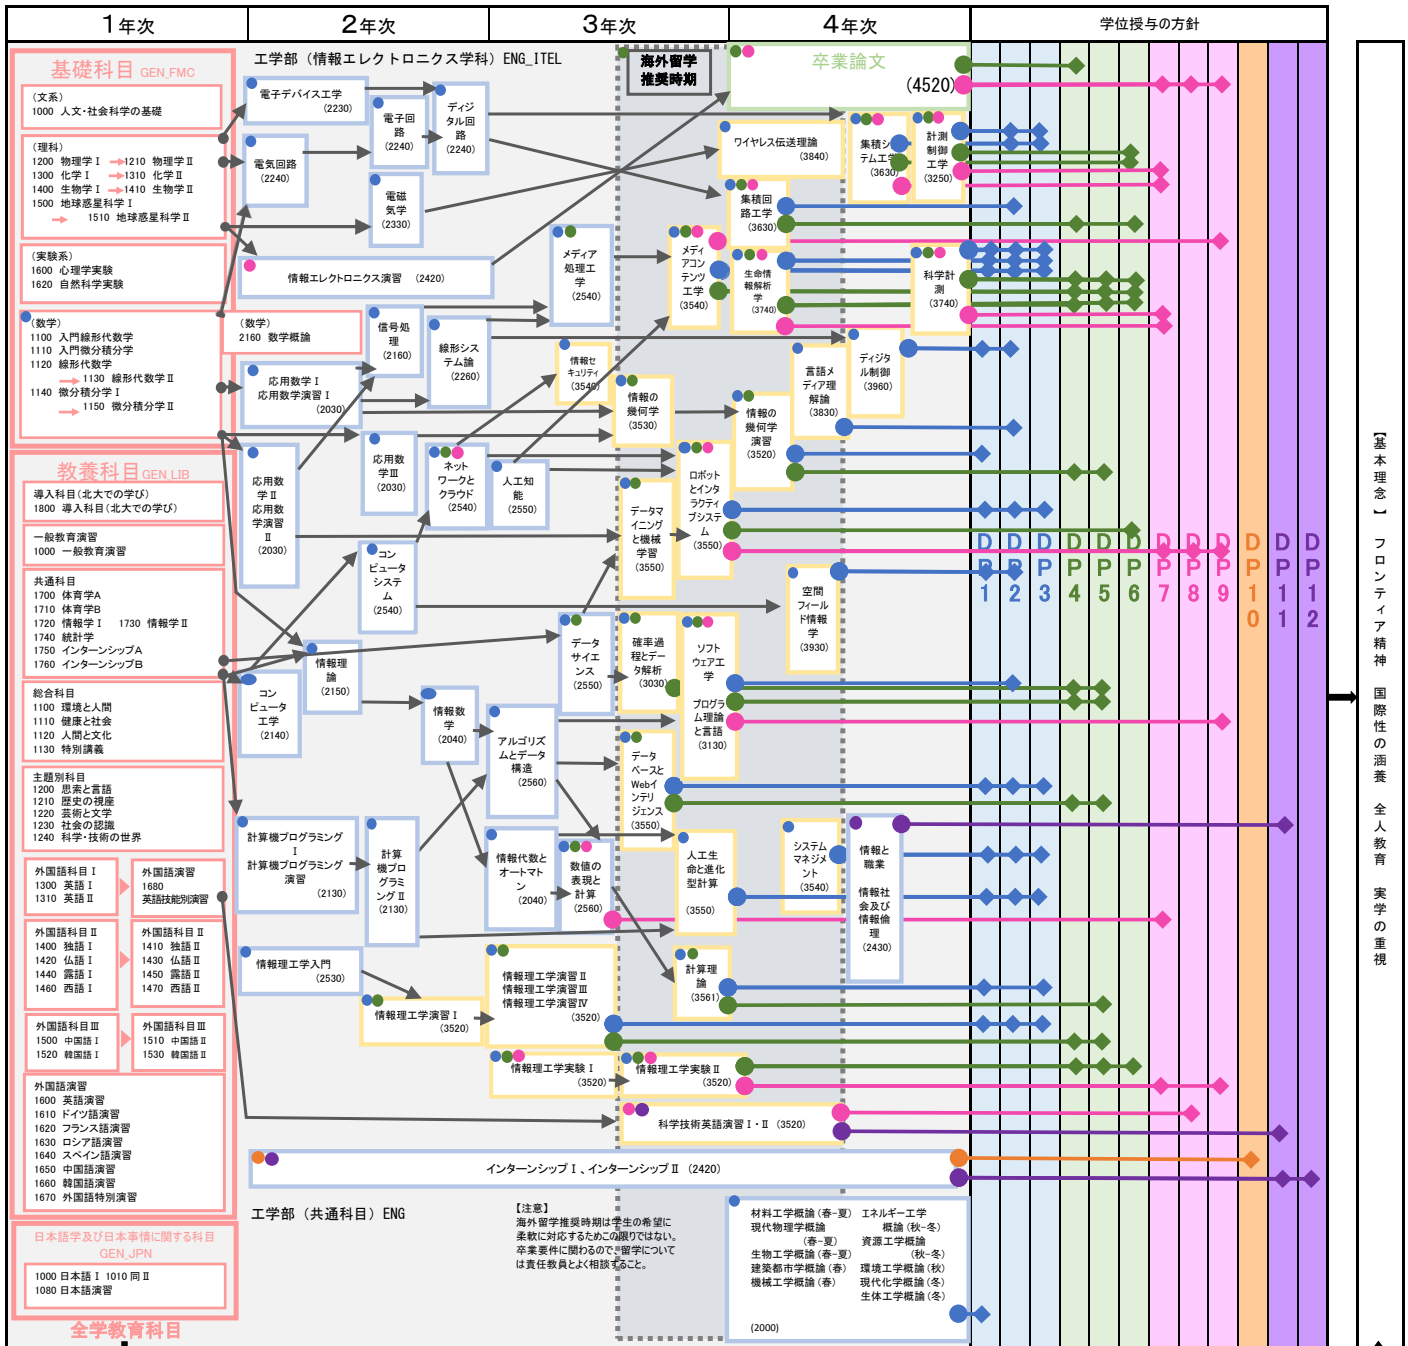 1年次
2年次
3年次
4年次
学位授与の方針
基礎科目 GEN_FMC
(文系)
1000 人文・社会科学の基礎
(理科)
1200 物理学Ⅰ
1210 物理学Ⅱ
1300 化学Ⅰ
1310 化学Ⅱ
1400 生物学Ⅰ
1410 生物学Ⅱ
1500 地球惑星科学Ⅰ
1510 地球惑星科学Ⅱ
(実験系)
1600 心理学実験
1620 自然科学実験
(数学)
1100 入門線形代数学
1110 入門微分積分学
1120 線形代数学
1130 線形代数学Ⅱ
1140 微分積分学Ⅰ
1150 微分積分学Ⅱ
(数学)
2160 数学概論
教養科目 GEN_LIB
導入科目(北大での学び)
1800 導入科目(北大での学び)
一般教育演習
1000 一般教育演習
共通科目
1700 体育学A
1710 体育学B
1720 情報学Ⅰ 1730 情報学Ⅱ
1740 統計学
1750 インターンシップA
1760 インターンシップB
総合科目
1100 環境と人間
1110 健康と社会
1120 人間と文化
1130 特別講義
主題別科目
1200 思索と言語
1210 歴史の視座
1220 芸術と文学
1230 社会の認識
1240 科学・技術の世界
外国語科目Ⅰ
1300 英語Ⅰ
1310 英語Ⅱ
外国語演習
1680
英語技能別演習
外国語科目Ⅱ
1400 独語Ⅰ
1420 仏語Ⅰ
1440 露語Ⅰ
1460 西語Ⅰ
外国語科目Ⅱ
1410 独語Ⅱ
1430 仏語Ⅱ
1450 露語Ⅱ
1470 西語Ⅱ
外国語科目Ⅲ
1500 中国語Ⅰ
1520 韓国語Ⅰ
外国語科目Ⅲ
1510 中国語Ⅱ
1530 韓国語Ⅱ
外国語演習
1600 英語演習
1610 ドイツ語演習
1620 フランス語演習
1630 ロシア語演習
1640 スペイン語演習
1650 中国語演習
1660 韓国語演習
1670 外国語特別演習
日本語学及び日本事情に関する科目
GEN_JPN
1000 日本語Ⅰ 1010 同Ⅱ
1080 日本語演習
全学教育科目
工学部(情報エレクトロニクス学科)ENG_ITEL
海外留学
推奨時期
卒業論文
(4520)
電子デバイス工学
(2230)
電子回
路
(2240)
ディジ
タル回
路
(2240)
電気回路
(2240)
電磁
気学
(2330)
情報エレクトロニクス演習 (2420)
ワイヤレス伝送理論
(3840)
集積シス
テム工学
(3630)
計測
制御
工学
(3250)
集積回
路工学
(3630)
メディア
処理工
学
(2540)
メディ
アコン
テンツ
工学
(3540)
生命情
報解析
学
(3740)
科学計
測
(3740)
信号処
理
(2160)
線形シス
テム論
(2260)
応用数学Ⅰ
応用数学演習Ⅰ
(2030)
情報セ
キュリティ
(3540)
情報の
幾何学
(3530)
情報の
幾何学
演習
(3520)
言語メ
ディア理
解論
(3830)
ディジタ
ル制御
(3960)
応用数
学Ⅱ
応用数
学演習
Ⅱ
(2030)
応用数
学Ⅲ
(2030)
ネット
ワークと
クラウド
(2540)
人工知
能
(2550)
データマ
イニング
と機械
学習
(3550)
ロボット
とインタ
ラクティ
ブシステ
ム
(3550)
コン
ピュータ
システ
ム
(2540)
空間
フィール
ド情報
学
(3930)
情報理
論
(2150)
コン
ピュータ
工学
(2140)
データ
サイエ
ンス
(2550)
確率過
程とデー
タ解析
(3030)
ソフト
ウェア工
学
プログラ
ム理論
と言語
(3130)
情報数
学
(2040)
アルゴリズ
ムとデータ
構造
(2560)
データ
ベースと
Webイ
ンテリ
ジェンス
(3550)
計算機プログラミング
Ⅰ
計算機プログラミング
演習
(2130)
計算
機プロ
グラミ
ングⅡ
(2130)
情報代数と
オートマト
ン
(2040)
数値の
表現と
計算
(2560)
人工生
命と進化
型計算
(3550)
システム
マネジメ
ント
(3540)
情報と
職業
情報社
会及び
情報倫
理
(2430)
情報理工学入門
(2530)
情報理工学演習Ⅰ
(3520)
情報理工学演習Ⅱ
情報理工学演習Ⅲ
情報理工学演習Ⅳ
(3520)
計算理
論
(3561)
情報理工学実験Ⅰ
(3520)
情報理工学実験Ⅱ
(3520)
科学技術英語演習Ⅰ・Ⅱ (3520)
インターンシップⅠ、インターンシップⅡ (2420)
工学部(共通科目)ENG
【注意】
海外留学推奨時期は学生の希望に
柔軟に対応するためこの限りではない。
卒業要件に関わるので、留学について
は責任教員とよく相談すること。
材料工学概論(春-夏)
現代物理学概論
(春-夏)
生物工学概論(春-夏)
建築都市学概論(春)
機械工学概論(春)
エネルギー工学
概論(秋-冬)
資源工学概論
(秋-冬)
環境工学概論(秋)
現代化学概論(冬)
生体工学概論(冬)
(2000)
DP1
DP2
DP3
DP4
DP5
DP6
DP7
DP8
DP9
DP10
DP11
DP12
【基本理念】 フロンティア精神 国際性の涵養 全人教育 実学の重視